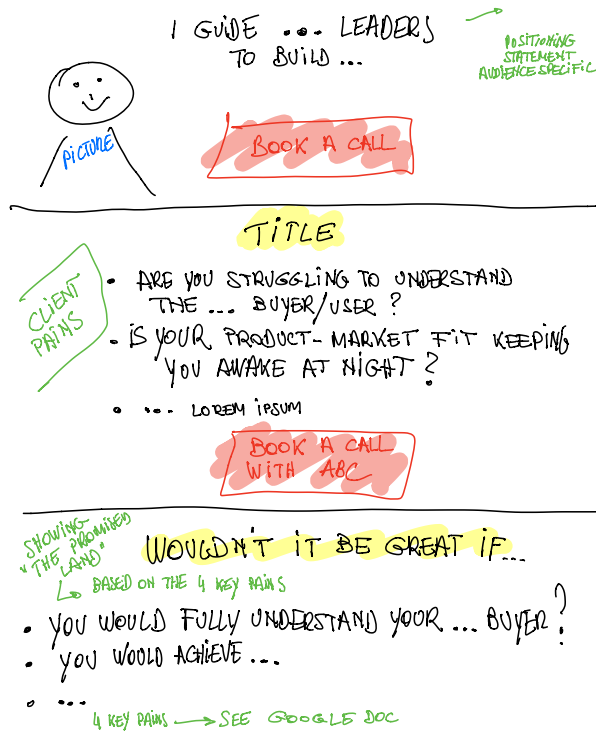 I GUIDE ... LEADERS
TO BUILD ...
POSITIONING
STATEMENT
AUDIENCE SPECIFIC
PICTURE
BOOK A CALL
TITLE
CLIENT
PAINS
• ARE YOU STRUGGLING TO UNDERSTAND
THE ... BUYER/USER ?
• IS YOUR PRODUCT-MARKET FIT KEEPING
YOU AWAKE AT NIGHT ?
• ... LOREM IPSUM
BOOK A CALL
WITH ABC
SHOWING
"THE PROMISED
LAND"
WOULDN'T IT BE GREAT IF...
BASED ON THE 4 KEY PAINS
• YOU WOULD FULLY UNDERSTAND YOUR ... BUYER?
• YOU WOULD ACHIEVE ...
• ...
4 KEY PAINS → SEE GOOGLE DOC